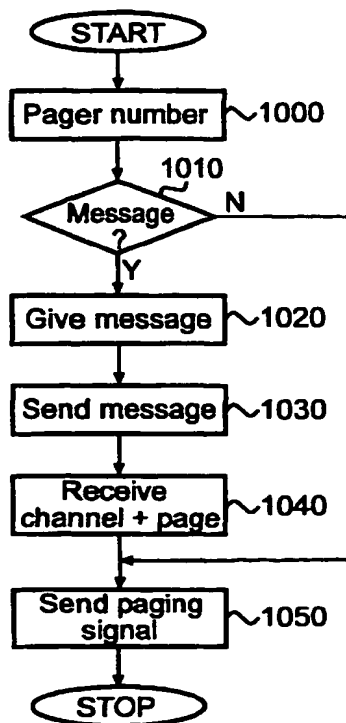 START
Pager number
1000
1010
Message
?
N
Y
Give message
1020
Send message
1030
Receive
channel + page
1040
Send paging
signal
1050
STOP